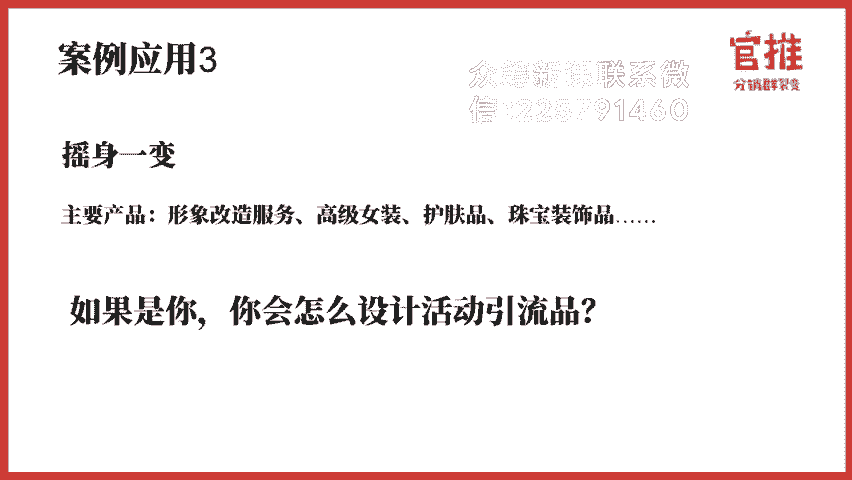 案例应用3
众筹新课联系微
信:228791460
官推
分销群裂变
摇身一变
主要产品：形象改造服务、高级女装、护肤品、珠宝装饰品……
如果是你，你会怎么设计活动引流品？